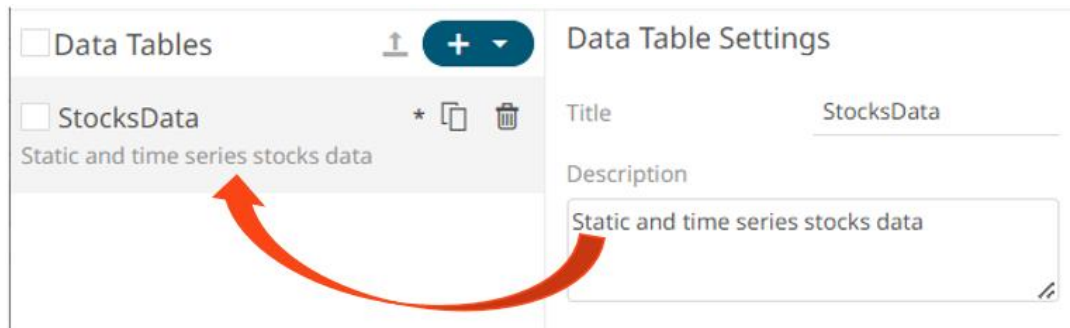 Data Tables
StocksData *
Static and time series stocks data
Data Table Settings
Title StocksData
Description
Static and time series stocks data